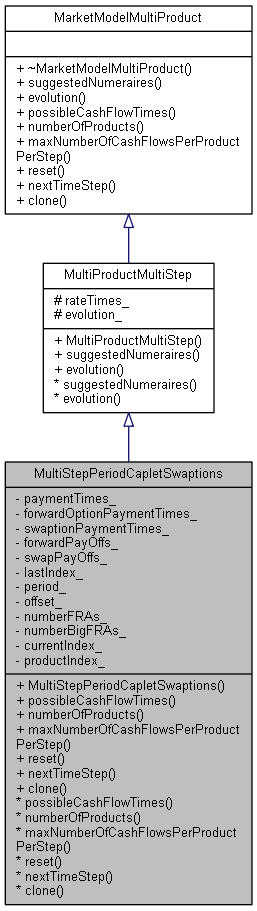 MarketModelMultiProduct
+ ~MarketModelMultiProduct()
+ suggestedNumeraires()
+ evolution()
+ possibleCashFlowTimes()
+ numberOfProducts()
+ maxNumberOfCashFlowsPerProduct
PerStep()
+ reset()
+ nextTimeStep()
+ clone()
MultiProductMultiStep
# rateTimes_
# evolution_
+ MultiProductMultiStep()
+ suggestedNumeraires()
+ evolution()
* suggestedNumeraires()
* evolution()
MultiStepPeriodCapletSwaptions
- paymentTimes_
- forwardOptionPaymentTimes_
- swaptionPaymentTimes_
- forwardPayOffs_
- swapPayOffs_
- lastIndex_
- period_
- offset_
- numberFRAs_
- numberBigFRAs_
- currentIndex_
- productIndex_
+ MultiStepPeriodCapletSwaptions()
+ possibleCashFlowTimes()
+ numberOfProducts()
+ maxNumberOfCashFlowsPerProduct
PerStep()
+ reset()
+ nextTimeStep()
+ clone()
* possibleCashFlowTimes()
* numberOfProducts()
* maxNumberOfCashFlowsPerProduct
PerStep()
* reset()
* nextTimeStep()
* clone()